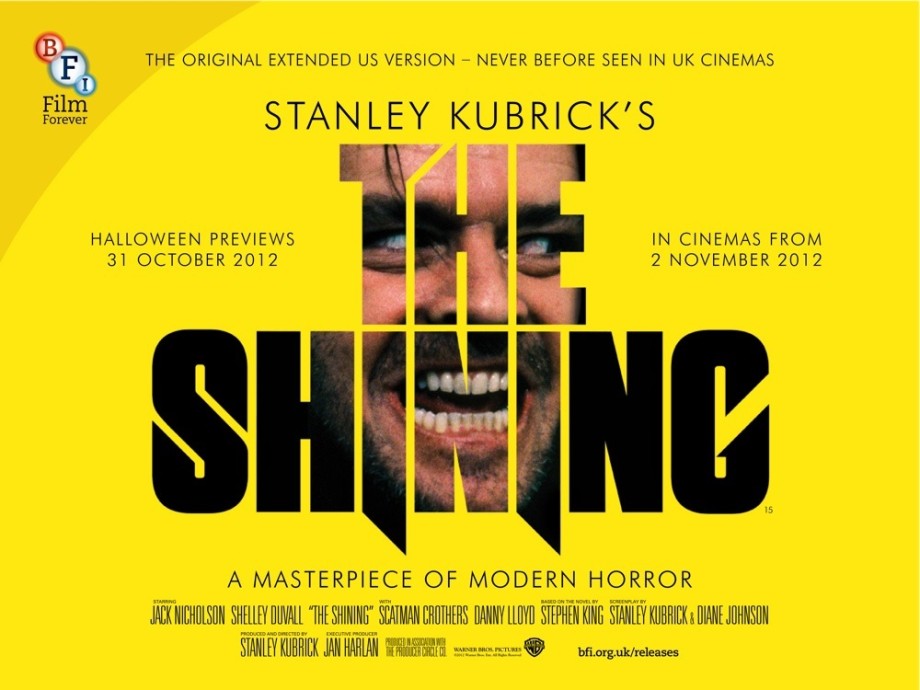 BFI
Film
Forever
THE ORIGINAL EXTENDED US VERSION – NEVER BEFORE SEEN IN UK CINEMAS
STANLEY KUBRICK'S
THE
HALLOWEEN PREVIEWS
31 OCTOBER 2012
IN CINEMAS FROM
2 NOVEMBER 2012
SHINING
15
A MASTERPIECE OF MODERN HORROR
STARRING JACK NICHOLSON SHELLEY DUVALL "THE SHINING" WITH SCATMAN CROTHERS DANNY LLOYD BASED ON THE NOVEL BY STEPHEN KING SCREENPLAY BY STANLEY KUBRICK & DIANE JOHNSON
PRODUCED AND DIRECTED BY STANLEY KUBRICK EXECUTIVE PRODUCER JAN HARLAN PRODUCED IN ASSOCIATION WITH THE PRODUCER CIRCLE CO. WARNER BROS. PICTURES WB bfi.org.uk/releases